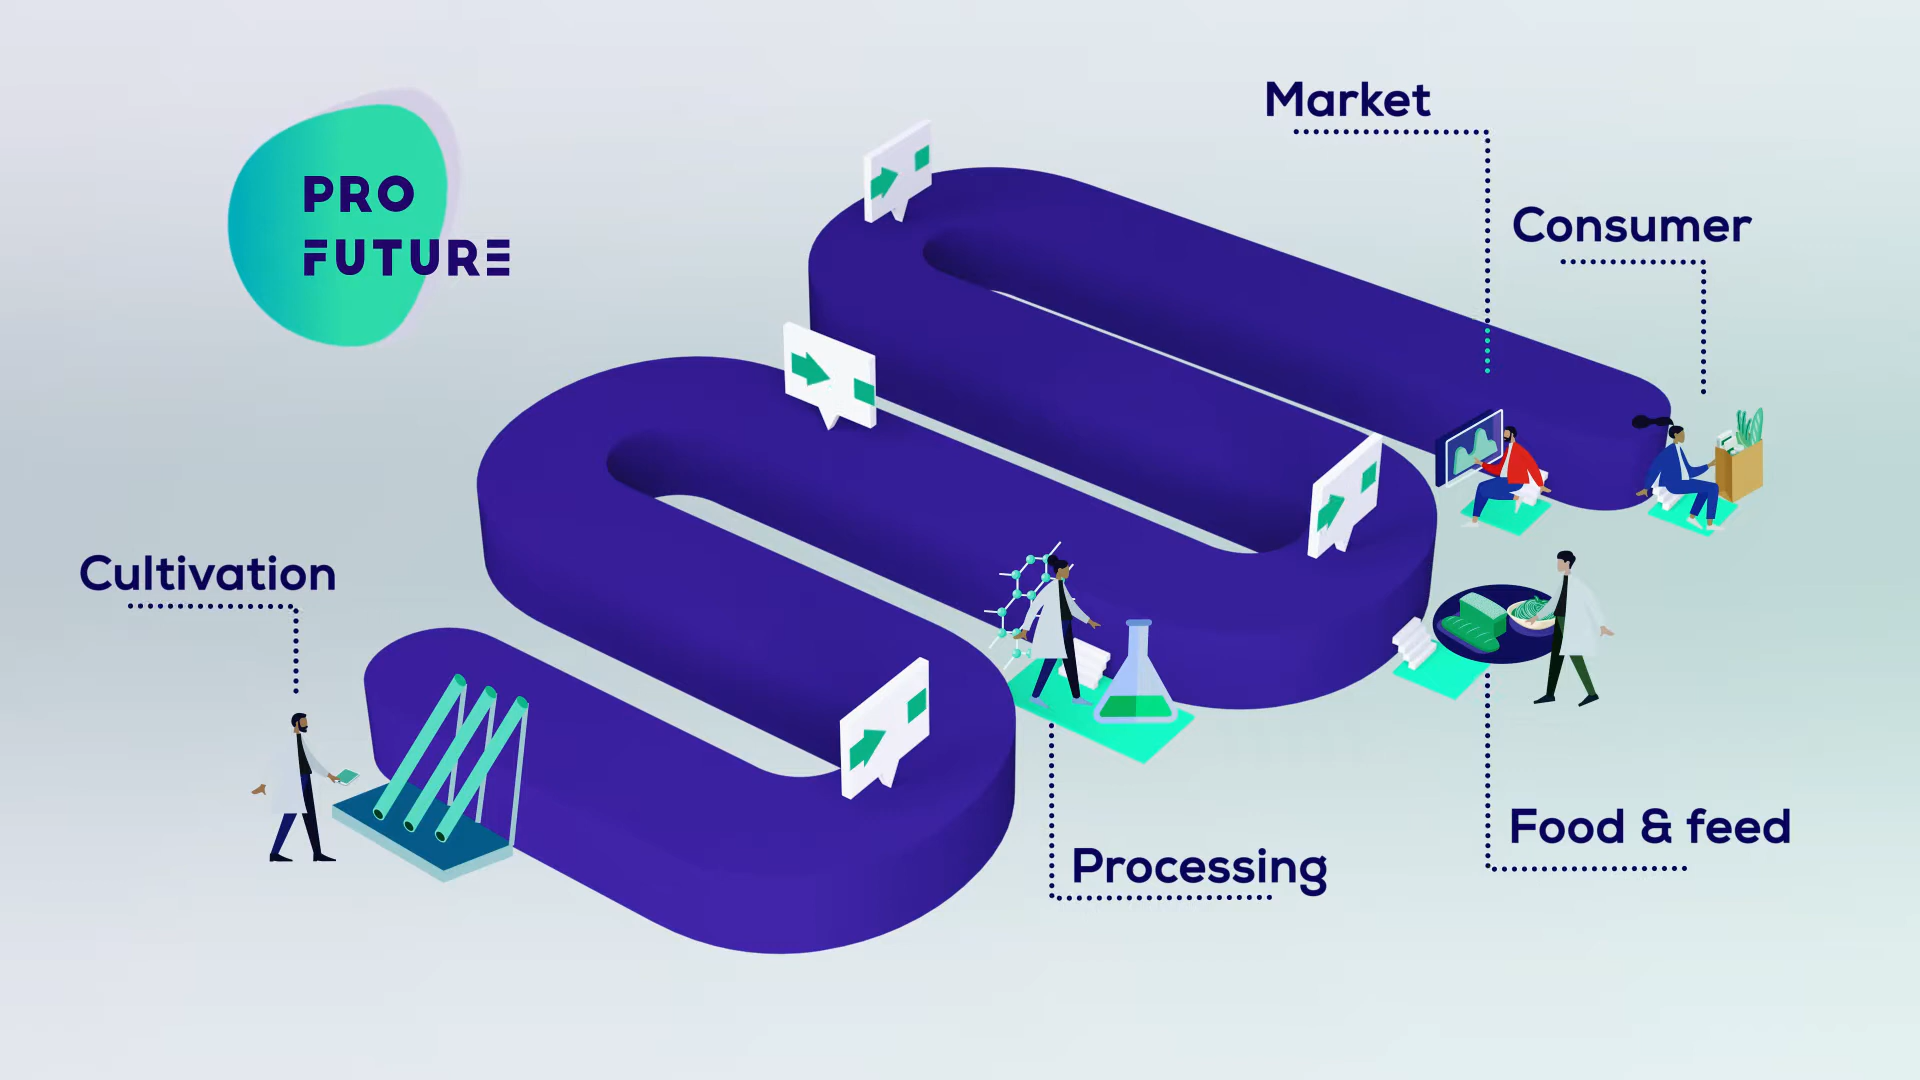 PRO
FUTURE
Market
Consumer
Cultivation
Food & feed
Processing